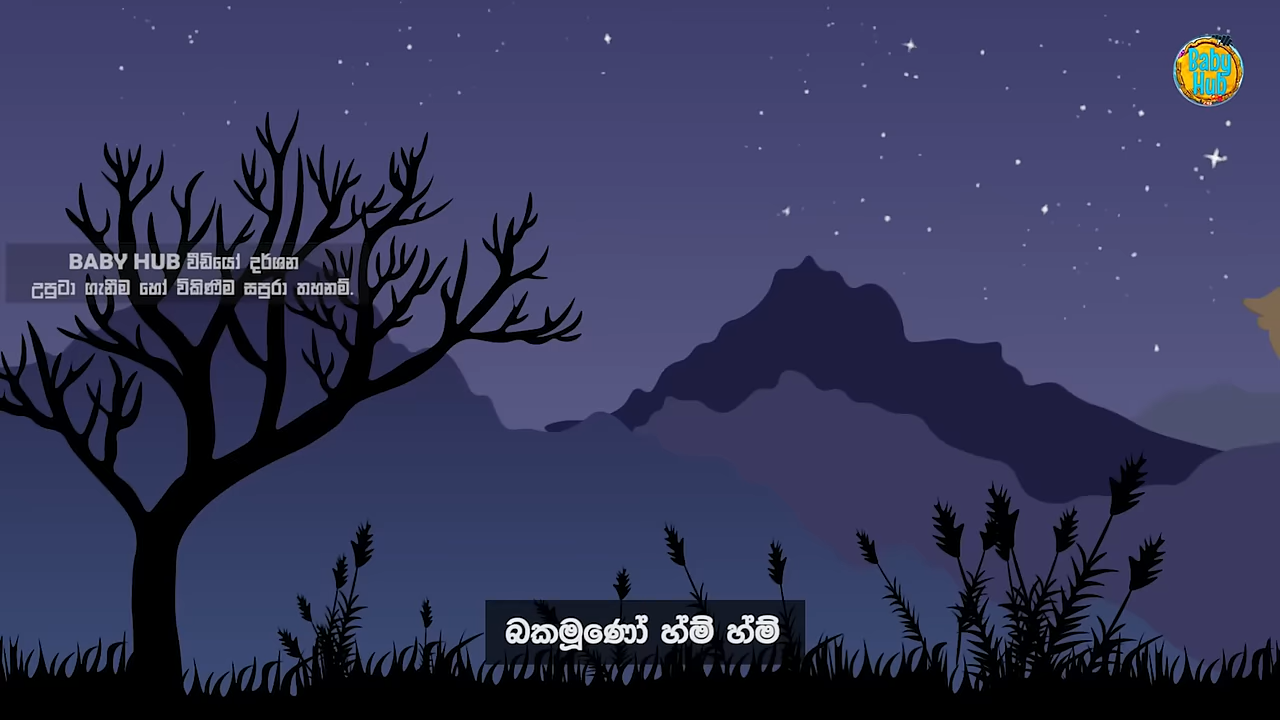 Baby
Hub
BABY HUB වීඩියෝ දර්ශන
උපුටා ගැනීම හෝ විකිණීම සපුරා තහනම්.
බකමූණෝ හ්ම් හ්ම්